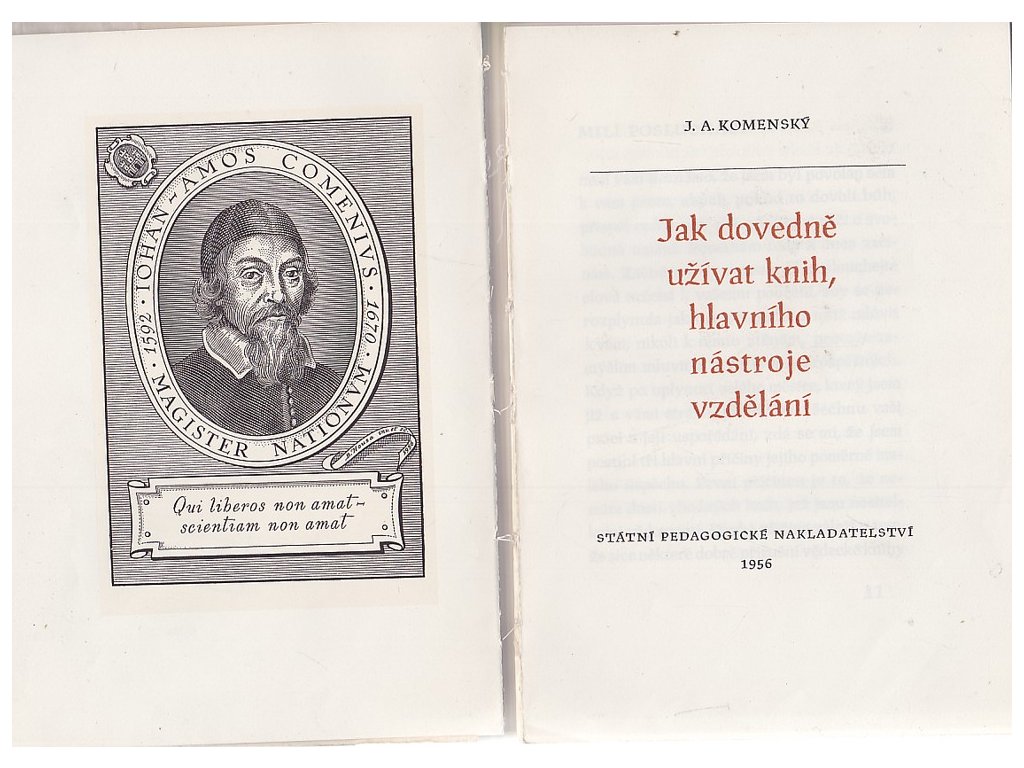 IOHAN~AMOS COMENIVS · 1670 ·
1592 · MAGISTER NATIONVM
Qui liberos non amat~
scientiam non amat
J. A. KOMENSKÝ
Jak dovedně
užívat knih,
hlavního
nástroje
vzdělání
STÁTNÍ PEDAGOGICKÉ NAKLADATELSTVÍ
1956